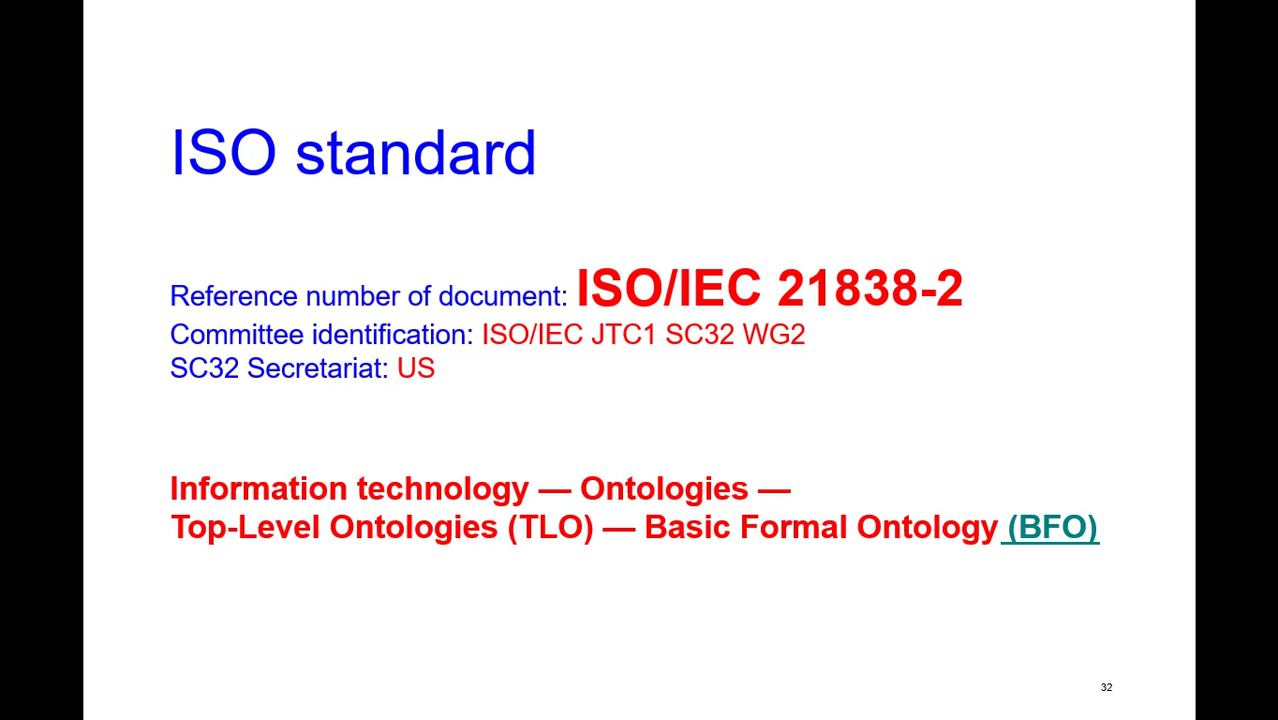 ISO standard
Reference number of document: ISO/IEC 21838-2
Committee identification: ISO/IEC JTC1 SC32 WG2
SC32 Secretariat: US
Information technology — Ontologies —
Top-Level Ontologies (TLO) — Basic Formal Ontology (BFO)
32